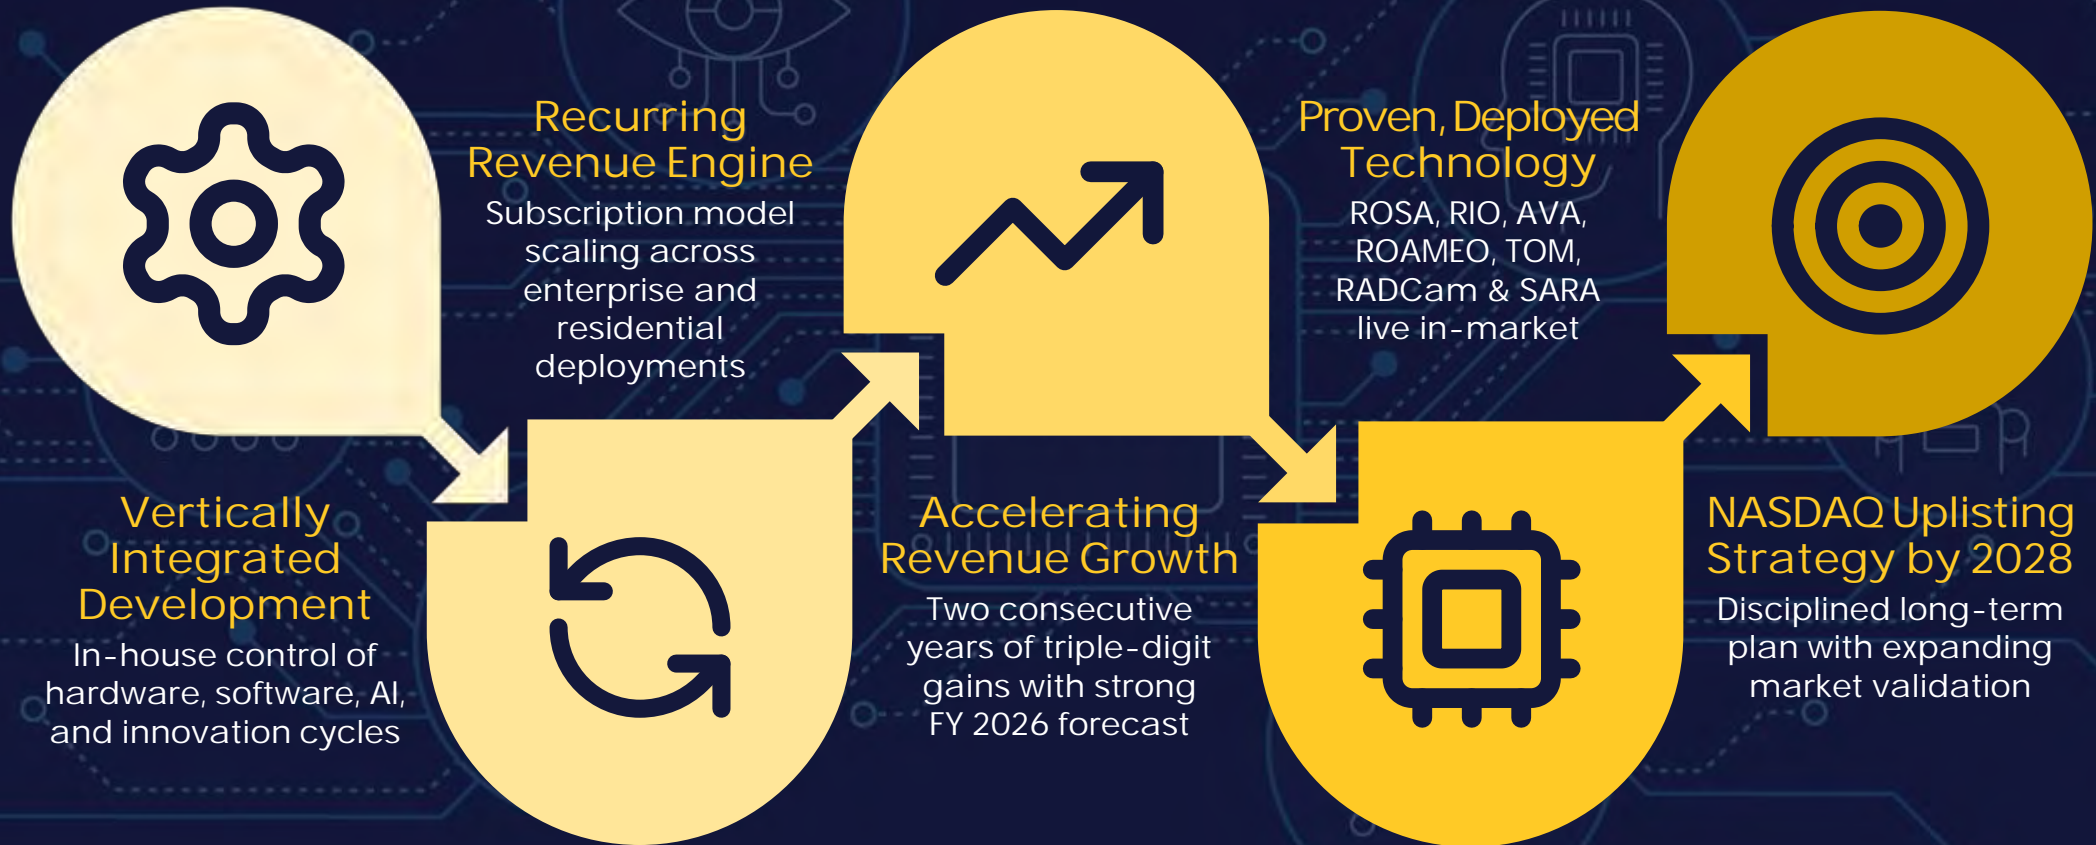 Vertically
Integrated
Development
In-house control of
hardware, software, AI,
and innovation cycles
Recurring
Revenue Engine
Subscription model
scaling across
enterprise and
residential
deployments
Accelerating
Revenue Growth
Two consecutive
years of triple-digit
gains with strong
FY 2026 forecast
Proven, Deployed
Technology
ROSA, RIO, AVA,
ROAMEO, TOM,
RADCam & SARA
live in-market
NASDAQ Uplisting
Strategy by 2028
Disciplined long-term
plan with expanding
market validation